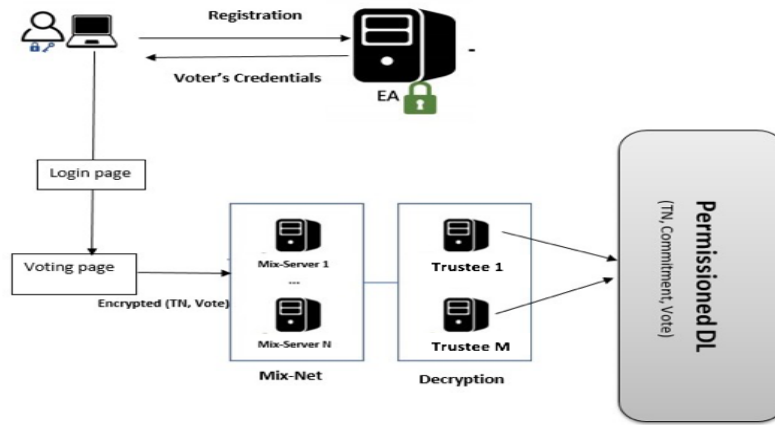 Registration
Voter's Credentials
EA
Login page
Voting page
Encrypted (TN, Vote)
Mix-Server 1
...
Mix-Server N
Mix-Net
Trustee 1
Trustee M
Decryption
Permissioned DL
(TN, Commitment, Vote)